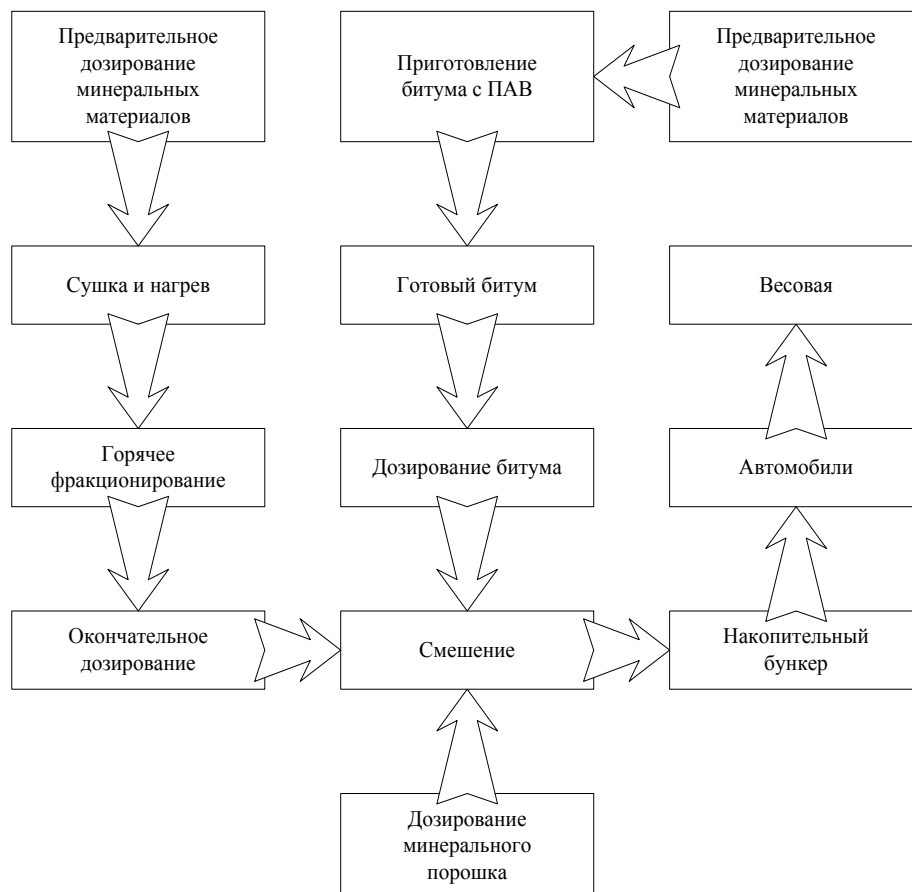 Предварительное
дозирование
минеральных
материалов
Приготовление
битума с ПАВ
Предварительное
дозирование
минеральных
материалов
Сушка и нагрев
Готовый битум
Весовая
Горячее
фракционирование
Дозирование битума
Автомобили
Окончательное
дозирование
Смешение
Накопительный
бункер
Дозирование
минерального
порошка